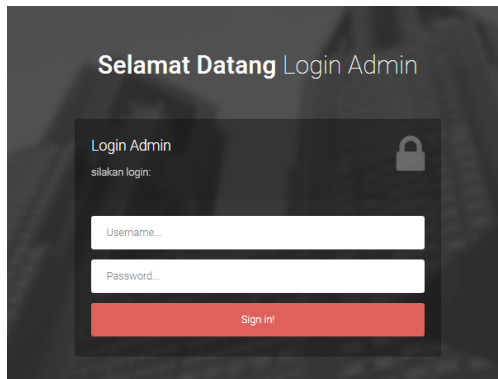 Selamat Datang Login Admin
Login Admin
silakan login:
Username...
Password...
Sign in!